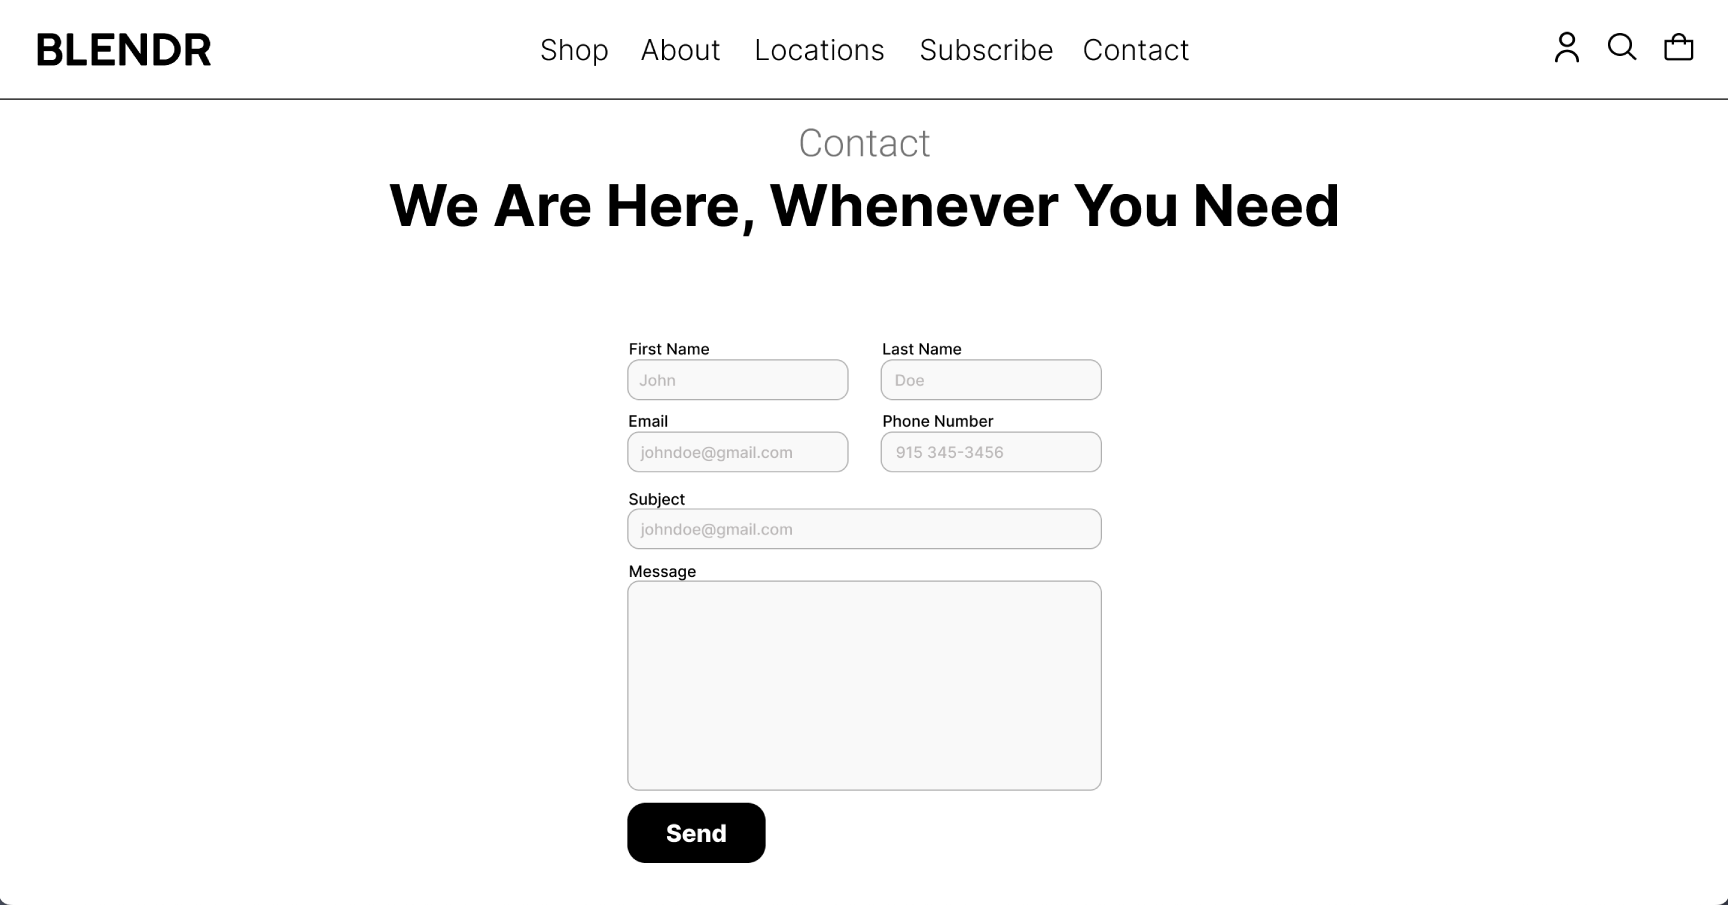 BLENDR
Shop About Locations Subscribe Contact
Contact
We Are Here, Whenever You Need
First Name Last Name
John Doe
Email Phone Number
johndoe@gmail.com 915 345-3456
Subject
johndoe@gmail.com
Message
Send